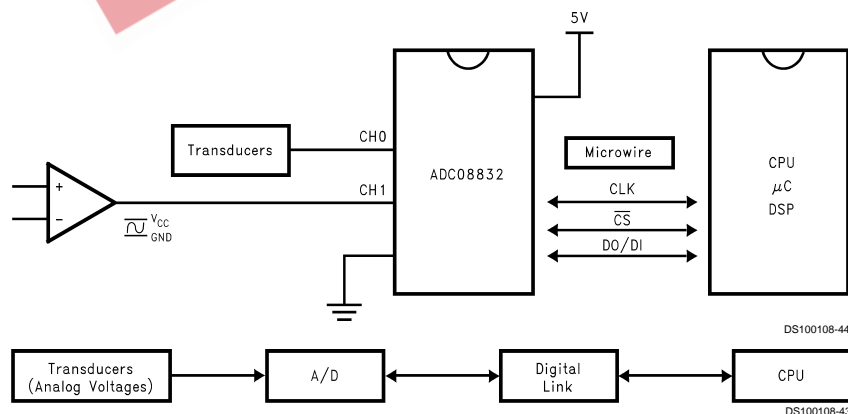 5V
CH0
Transducers
CH1
+
−
VCC
GND
ADC08832
Microwire
CLK
CS
DO/DI
CPU
μC
DSP
DS100108-44
Transducers
(Analog Voltages)
A/D
Digital
Link
CPU
DS100108-43